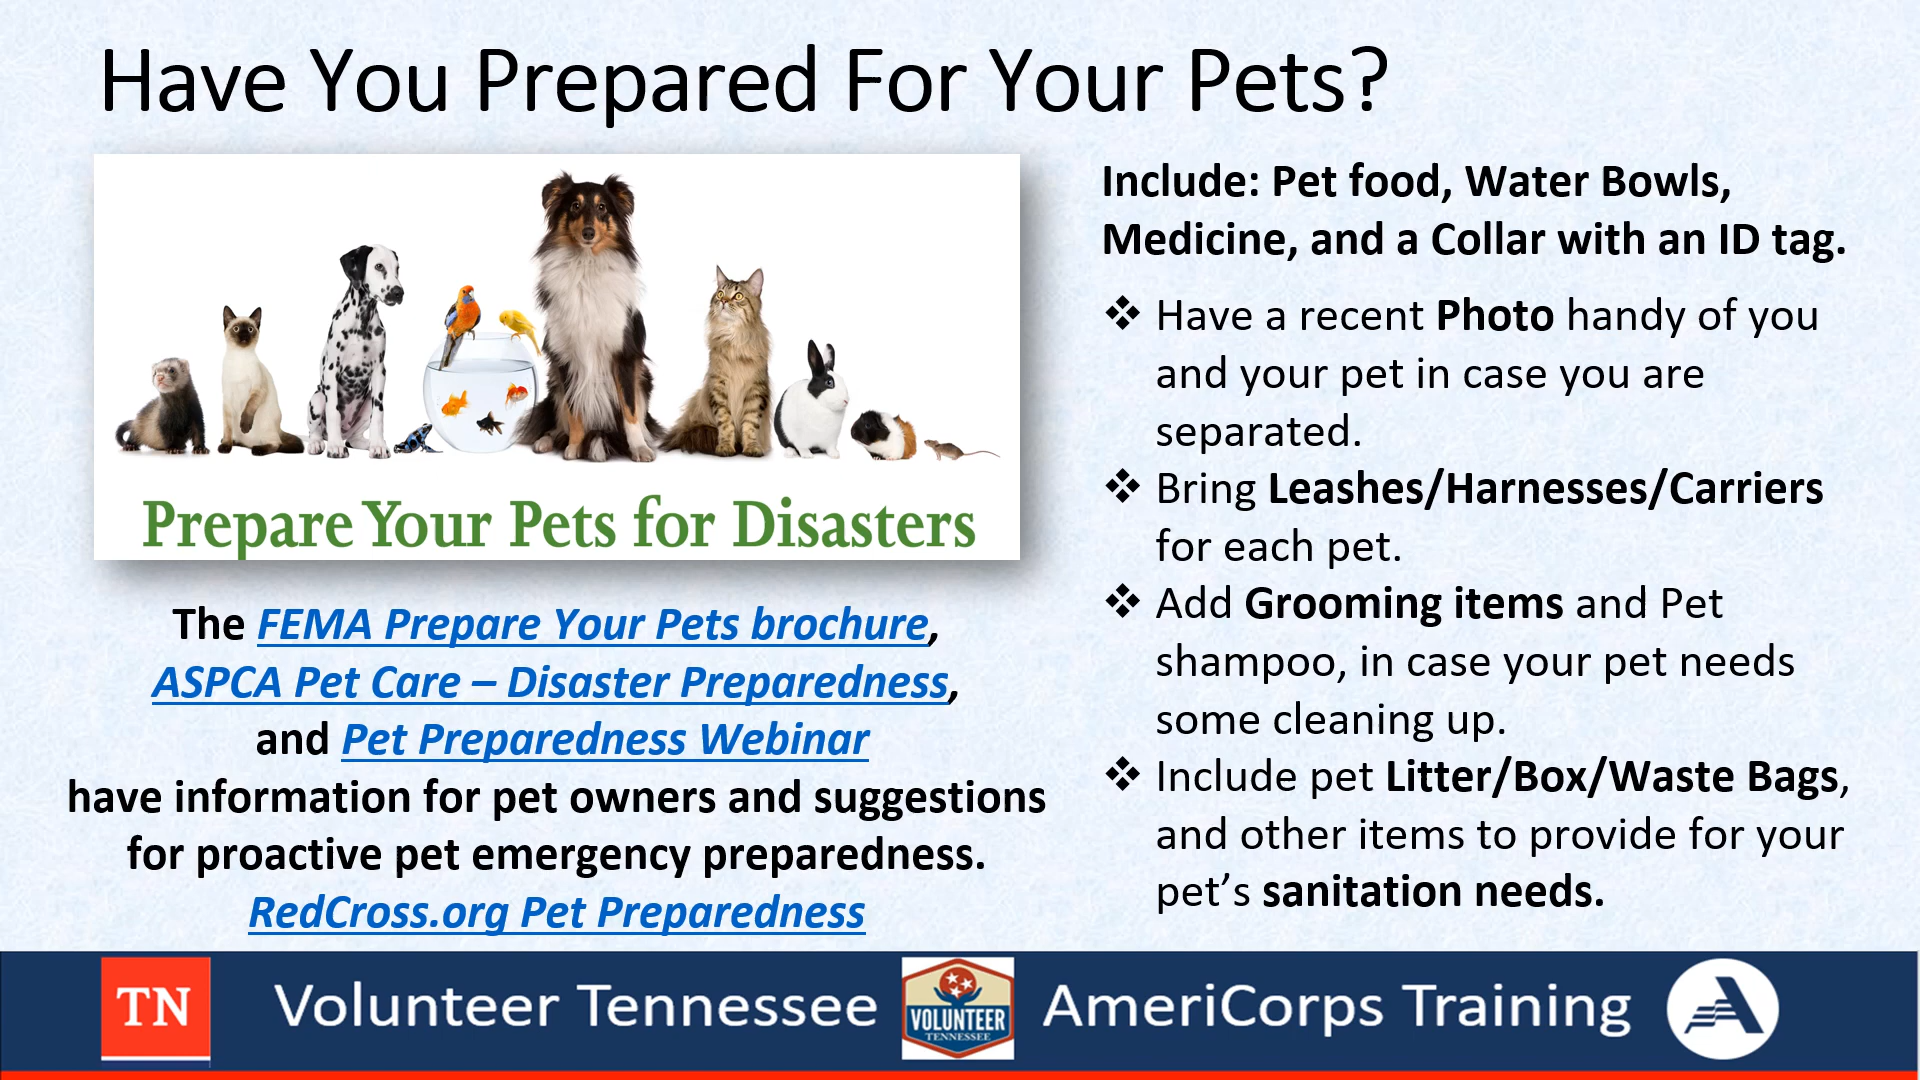 Have You Prepared For Your Pets?
Prepare Your Pets for Disasters
The FEMA Prepare Your Pets brochure,
ASPCA Pet Care – Disaster Preparedness,
and Pet Preparedness Webinar
have information for pet owners and suggestions
for proactive pet emergency preparedness.
RedCross.org Pet Preparedness
Include: Pet food, Water Bowls,
Medicine, and a Collar with an ID tag.
❖ Have a recent Photo handy of you
and your pet in case you are
separated.
❖ Bring Leashes/Harnesses/Carriers
for each pet.
❖ Add Grooming items and Pet
shampoo, in case your pet needs
some cleaning up.
❖ Include pet Litter/Box/Waste Bags,
and other items to provide for your
pet’s sanitation needs.
TN
Volunteer Tennessee
VOLUNTEER
TENNESSEE
AmeriCorps Training